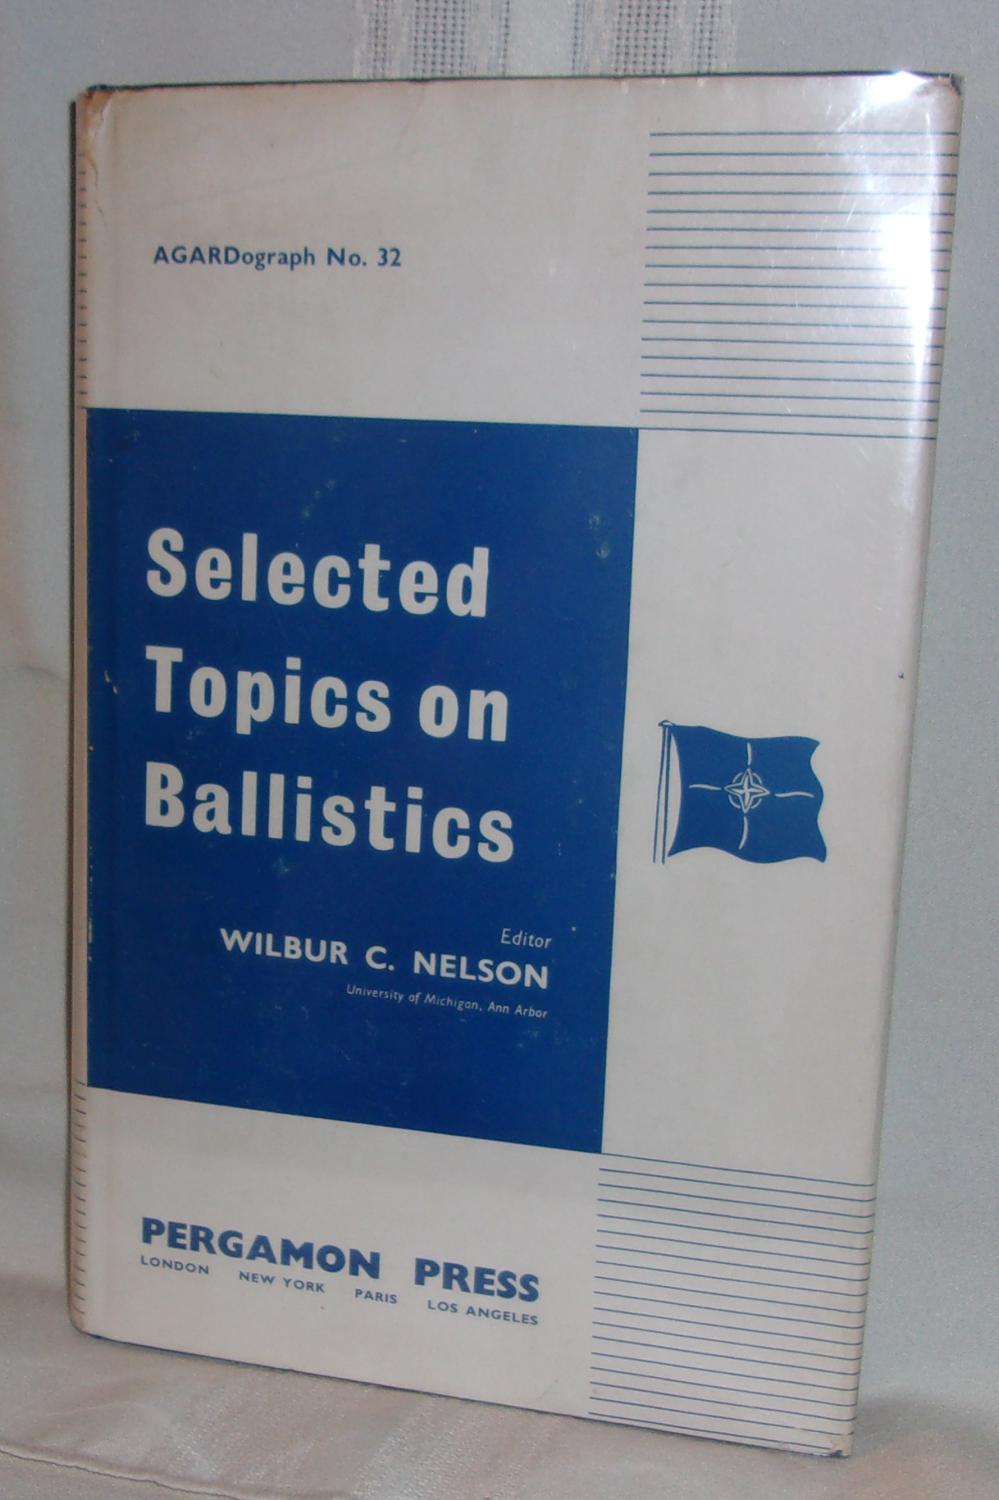 AGARDograph No. 32
Selected
Topics on
Ballistics
Editor
WILBUR C. NELSON
University of Michigan, Ann Arbor
PERGAMON PRESS
LONDON NEW YORK PARIS LOS ANGELES